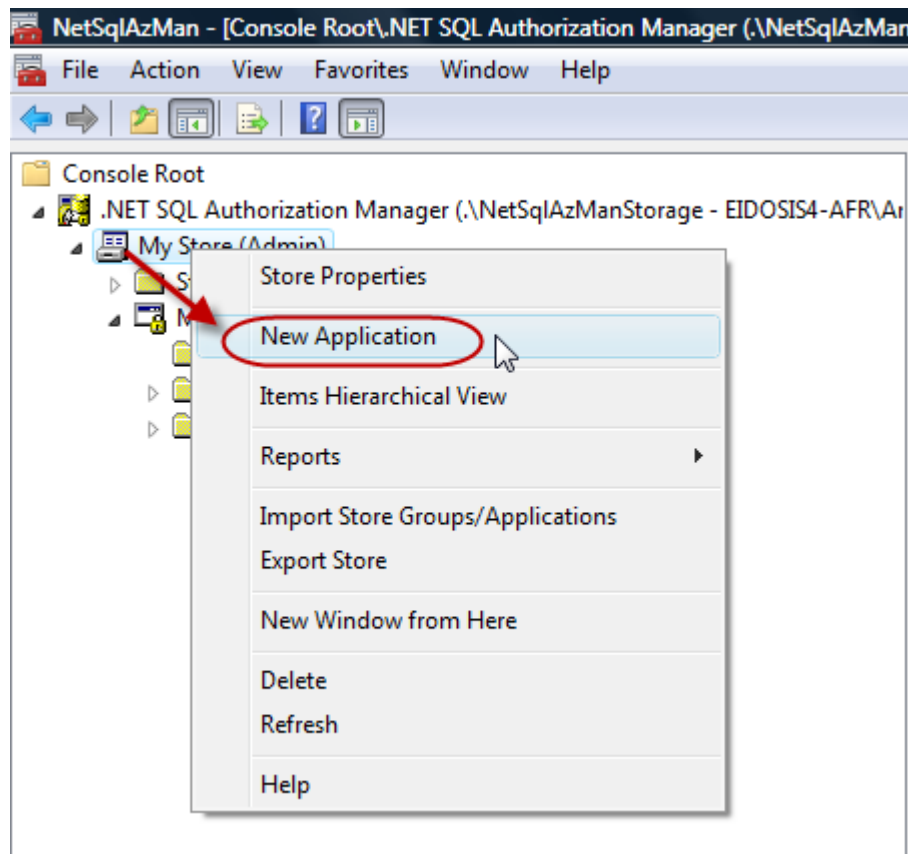 NetSqlAzMan - [Console Root\.NET SQL Authorization Manager (.\NetSqlAzMan
File Action View Favorites Window Help
Console Root
.NET SQL Authorization Manager (.\NetSqlAzManStorage - EIDOSIS4-AFR\
My Store (Admin)
Store Properties
New Application
Items Hierarchical View
Reports
Import Store Groups/Applications
Export Store
New Window from Here
Delete
Refresh
Help